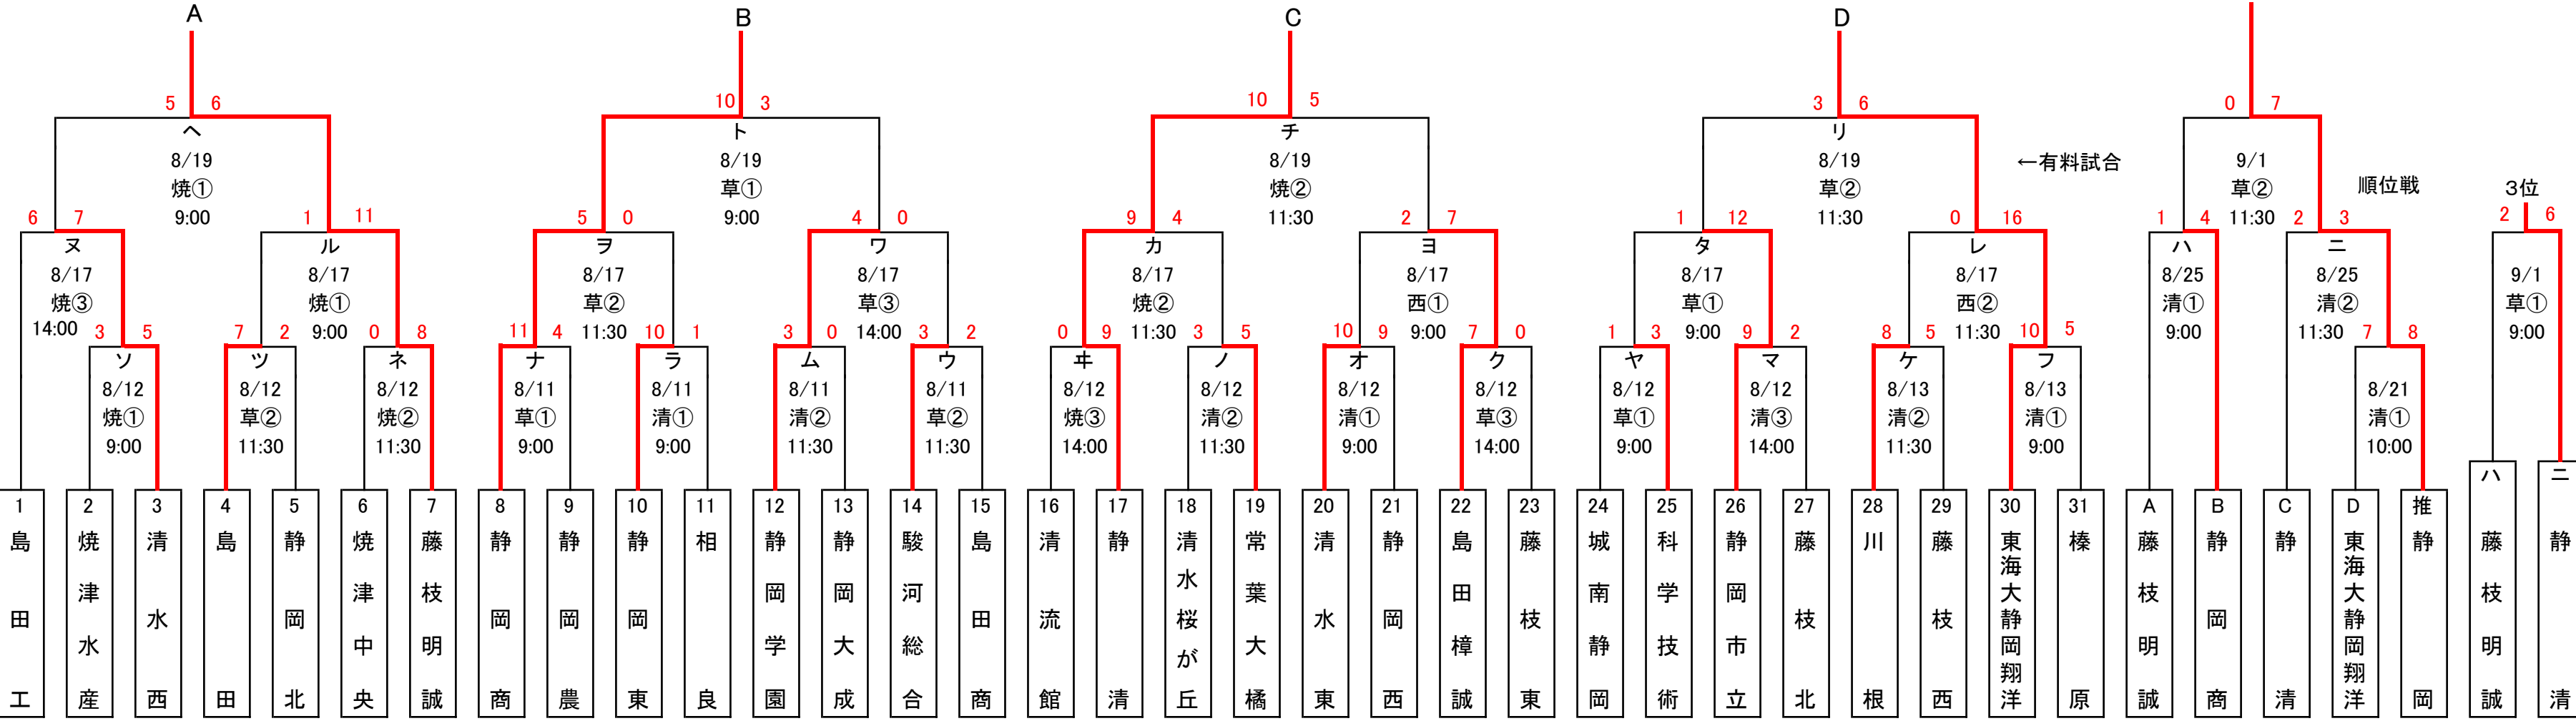 A B C D
5 6 10 3 10 5 3 6 0 7
ヘ ト チ リ
8/19 8/19 8/19 8/19 ←有料試合 9/1
焼① 草① 焼② 草② 草② 順位戦 3位
9:00 9:00 11:30 11:30 11:30
6 7 1 11 5 0 4 0 9 4 2 7 1 12 0 16 1 4 2 3 2 6
ヌ ル ヲ ワ カ ヨ タ レ ハ ニ
8/17 8/17 8/17 8/17 8/17 8/17 8/17 8/17 8/25 8/25 9/1
焼③ 焼① 草② 草③ 焼② 西① 草① 西② 清① 清② 草①
14:00 9:00 11:30 14:00 11:30 9:00 9:00 11:30 9:00 11:30 9:00
3 5 7 2 0 8 11 4 10 1 3 0 3 2 0 9 3 5 10 9 7 0 1 3 9 2 8 5 10 5 7 8
ソ ツ ネ ナ ラ ム ウ ヰ ノ オ ク ヤ マ ケ フ
8/12 8/12 8/12 8/11 8/11 8/11 8/11 8/12 8/12 8/12 8/12 8/12 8/12 8/13 8/13 8/21
焼① 草② 焼② 草① 清① 清② 草② 焼③ 清② 清① 草③ 草① 清③ 清② 清① 清①
9:00 11:30 11:30 9:00 9:00 11:30 11:30 14:00 11:30 9:00 14:00 9:00 14:00 11:30 9:00 10:00
1 島田工
2 焼津水産
3 清水西
4 島田
5 静岡北
6 焼津中央
7 藤枝明誠
8 静岡商
9 静岡農
10 静岡東
11 相良
12 静岡学園
13 静岡大成
14 駿河総合
15 島田商
16 清流館
17 静清
18 清水桜が丘
19 常葉大橘
20 清水東
21 静岡西
22 島田樟誠
23 藤枝東
24 城南静岡
25 科学技術
26 静岡市立
27 藤枝北
28 川根
29 藤枝西
30 東海大静岡翔洋
31 榛原
A 藤枝明誠
B 静岡商
C 静清
D 東海大静岡翔洋
推 静岡
ハ 藤枝明誠
ニ 静清